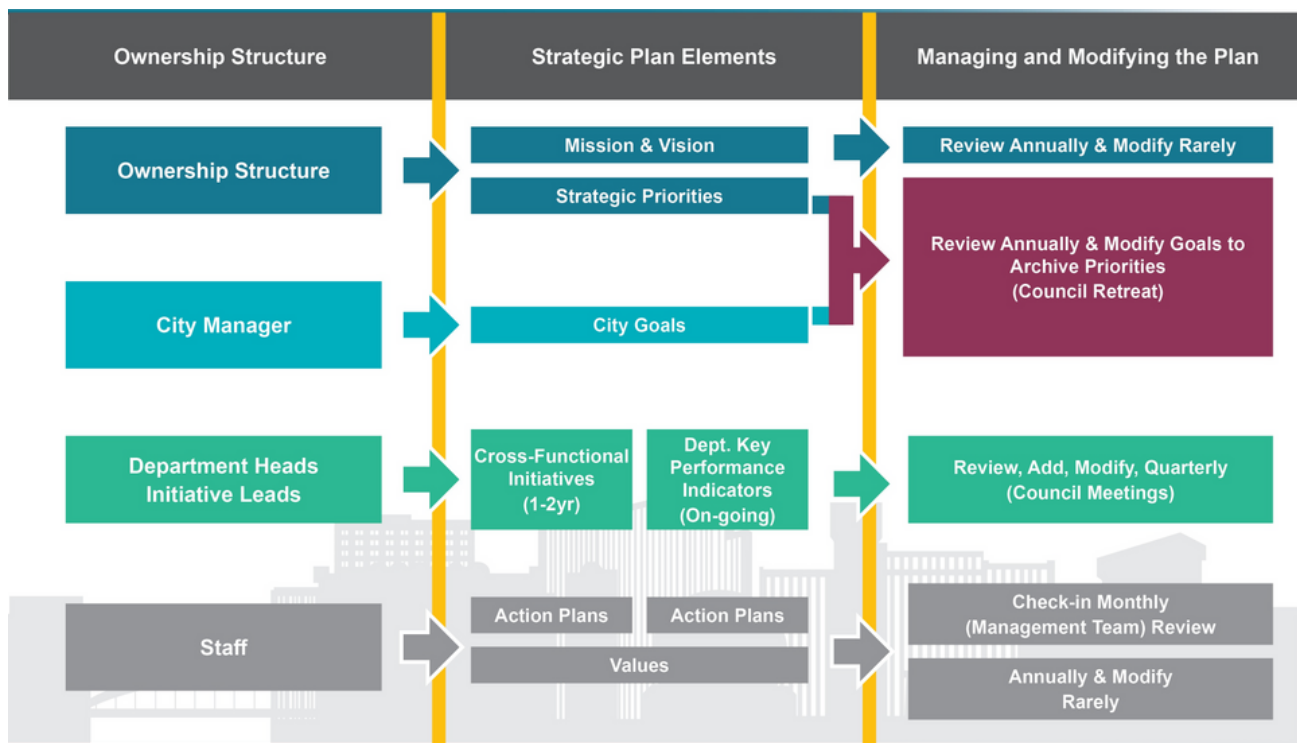 Ownership Structure
Strategic Plan Elements
Managing and Modifying the Plan
Ownership Structure
Mission & Vision
Strategic Priorities
Review Annually & Modify Rarely
Review Annually & Modify Goals to
Archive Priorities
(Council Retreat)
City Manager
City Goals
Department Heads
Initiative Leads
Cross-Functional
Initiatives
(1-2yr)
Dept. Key
Performance
Indicators
(On-going)
Review, Add, Modify, Quarterly
(Council Meetings)
Staff
Action Plans
Action Plans
Values
Check-in Monthly
(Management Team) Review
Annually & Modify
Rarely